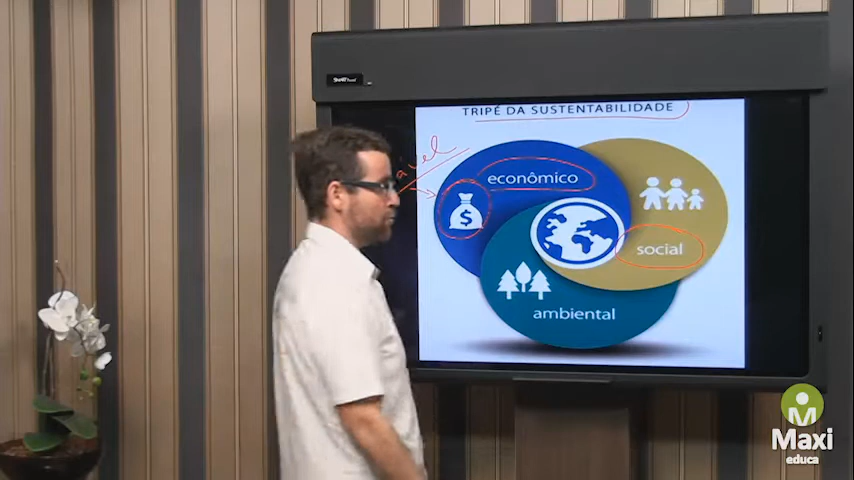 TRIPÉ DA SUSTENTABILIDADE
econômico
$
social
ambiental
Maxi
educa